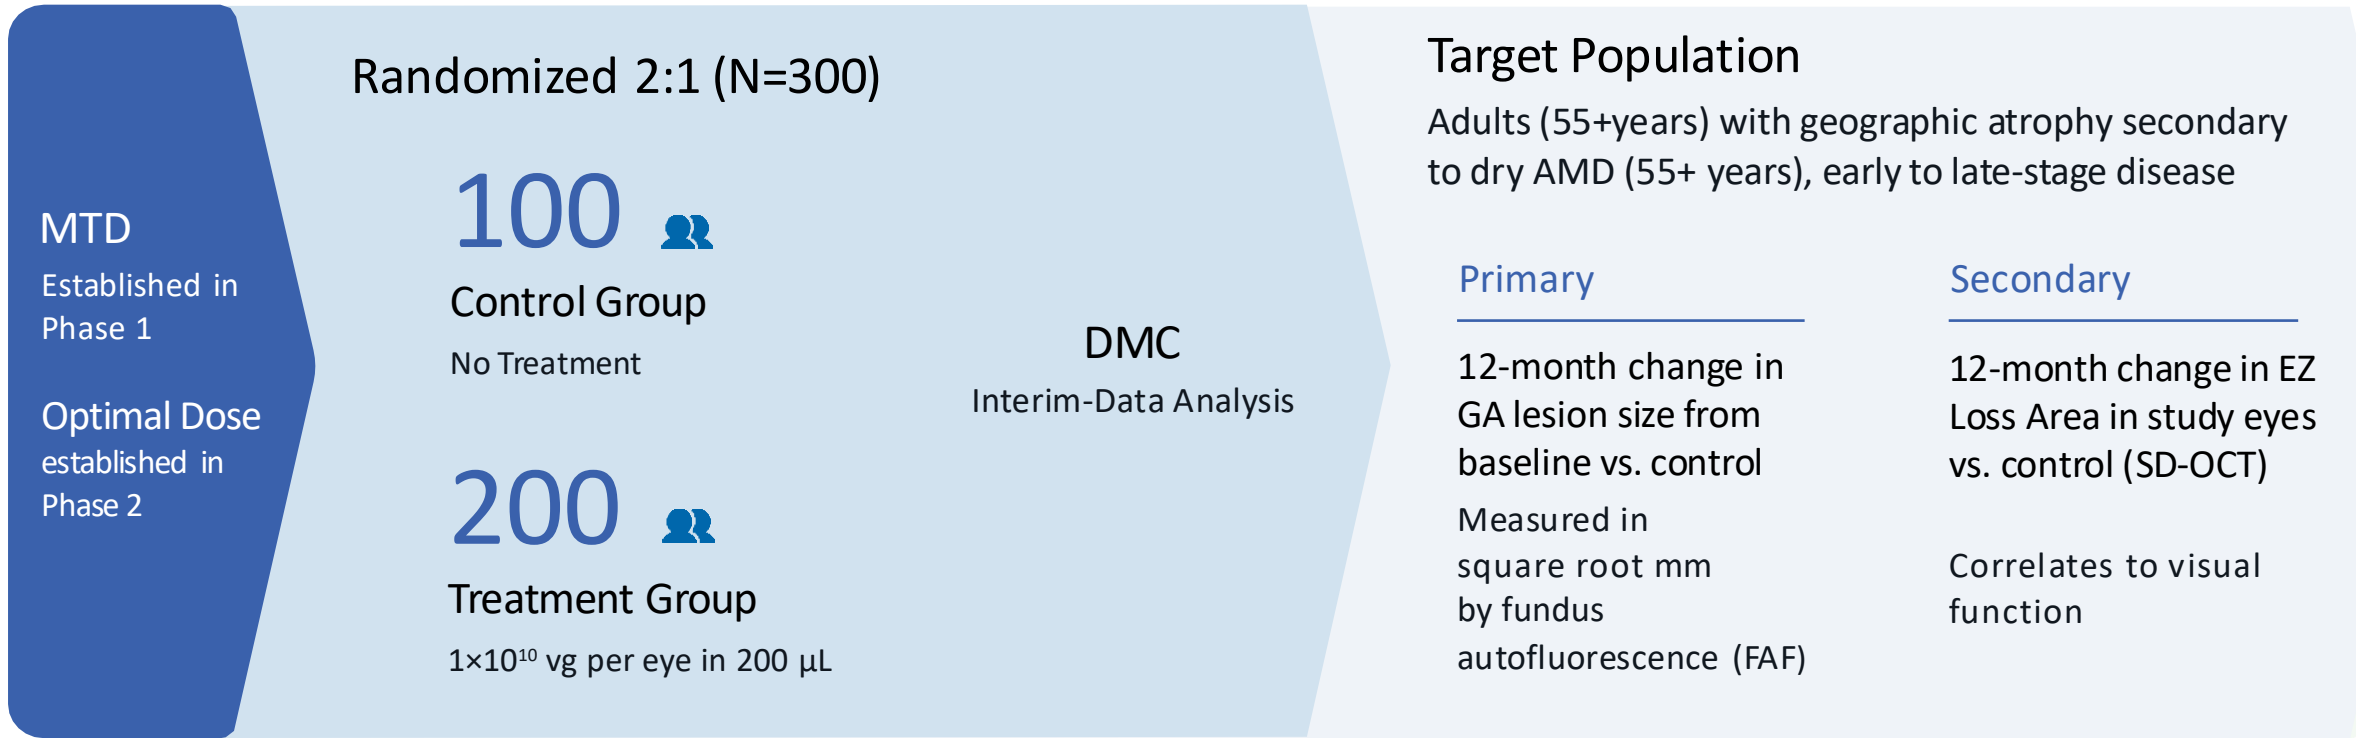 MTD
Established in
Phase 1
Optimal Dose
established in
Phase 2
Randomized 2:1 (N=300)
100
Control Group
No Treatment
200
Treatment Group
1×10¹⁰ vg per eye in 200 µL
DMC
Interim-Data Analysis
Target Population
Adults (55+years) with geographic atrophy secondary
to dry AMD (55+ years), early to late-stage disease
Primary
12-month change in
GA lesion size from
baseline vs. control
Measured in
square root mm
by fundus
autofluorescence (FAF)
Secondary
12-month change in EZ
Loss Area in study eyes
vs. control (SD-OCT)
Correlates to visual
function